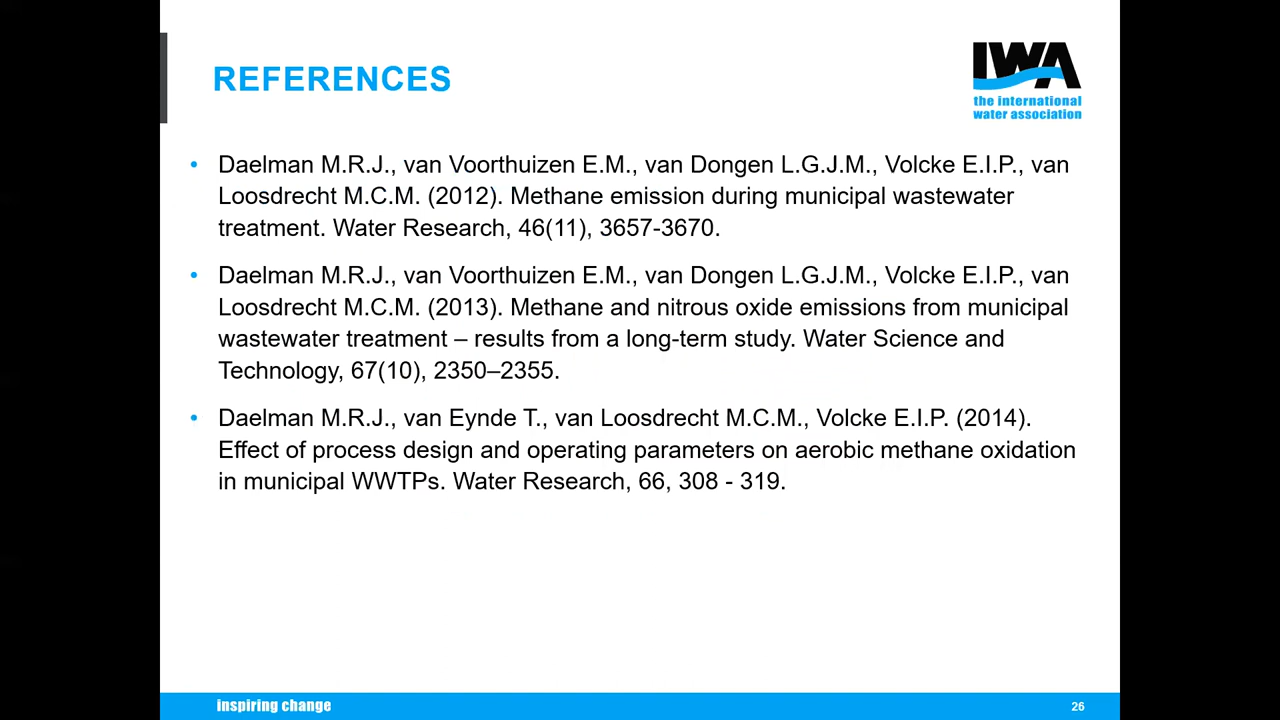 REFERENCES
IWA
the international
water association
• Daelman M.R.J., van Voorthuizen E.M., van Dongen L.G.J.M., Volcke E.I.P., van
Loosdrecht M.C.M. (2012). Methane emission during municipal wastewater
treatment. Water Research, 46(11), 3657-3670.
• Daelman M.R.J., van Voorthuizen E.M., van Dongen L.G.J.M., Volcke E.I.P., van
Loosdrecht M.C.M. (2013). Methane and nitrous oxide emissions from municipal
wastewater treatment – results from a long-term study. Water Science and
Technology, 67(10), 2350–2355.
• Daelman M.R.J., van Eynde T., van Loosdrecht M.C.M., Volcke E.I.P. (2014).
Effect of process design and operating parameters on aerobic methane oxidation
in municipal WWTPs. Water Research, 66, 308 - 319.
inspiring change
26